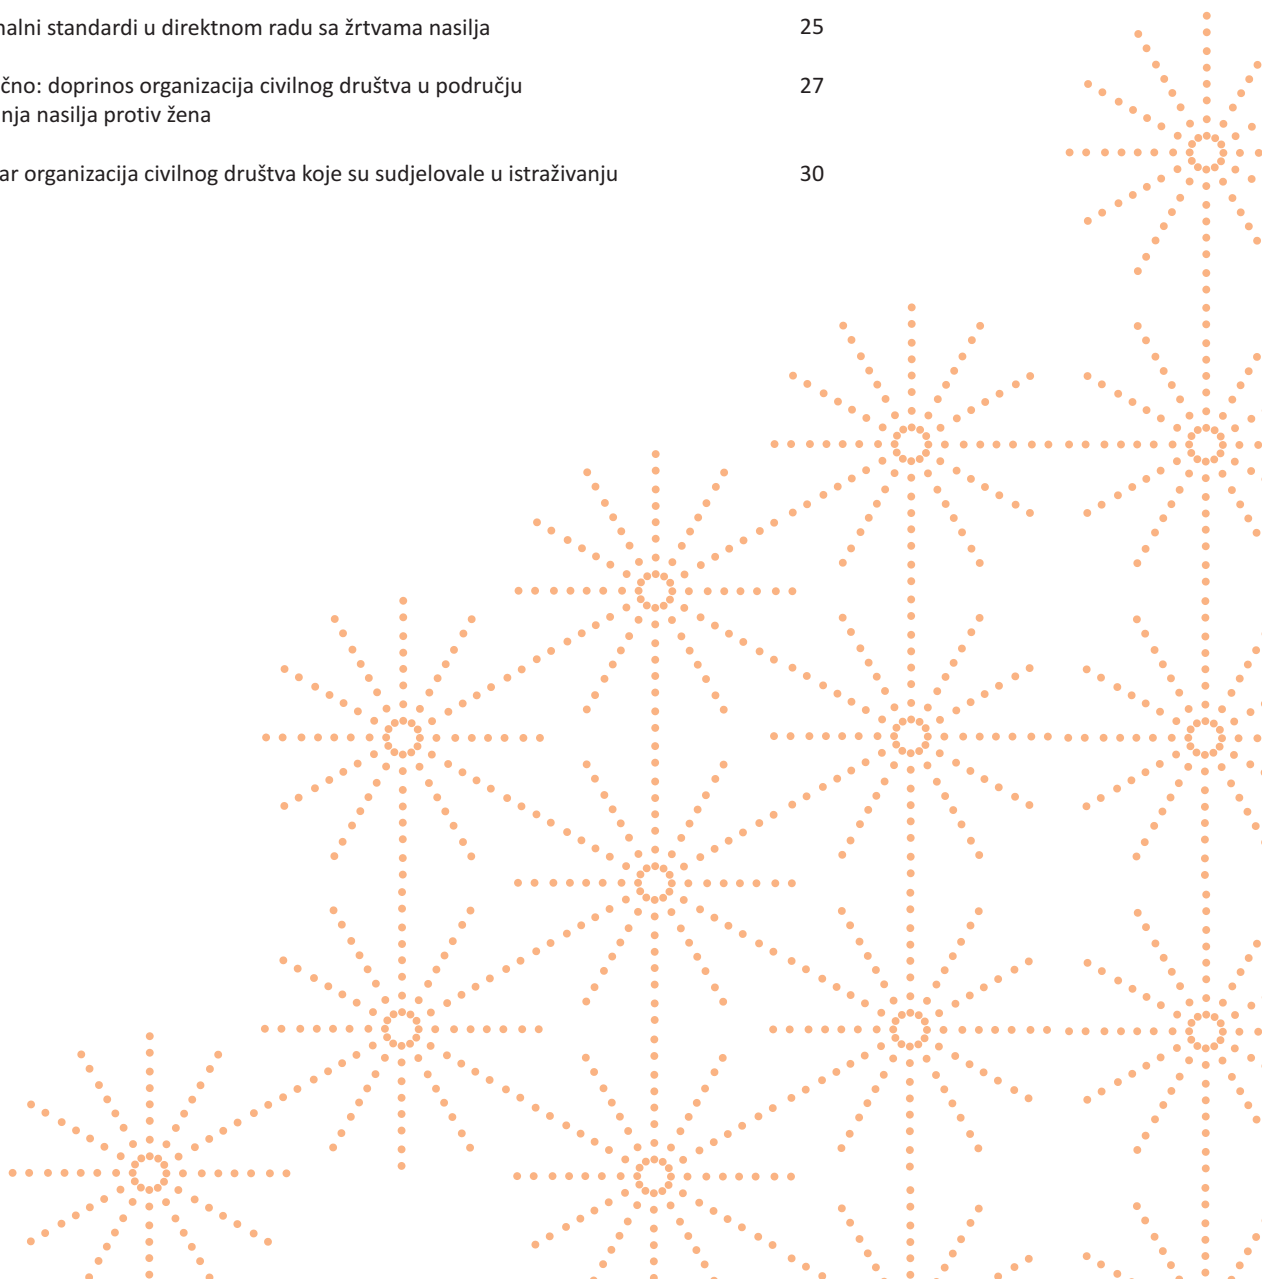 nalni standardi u direktnom radu sa žrtvama nasilja 25
čno: doprinos organizacija civilnog društva u području 27
nja nasilja protiv žena
ar organizacija civilnog društva koje su sudjelovale u istraživanju 30